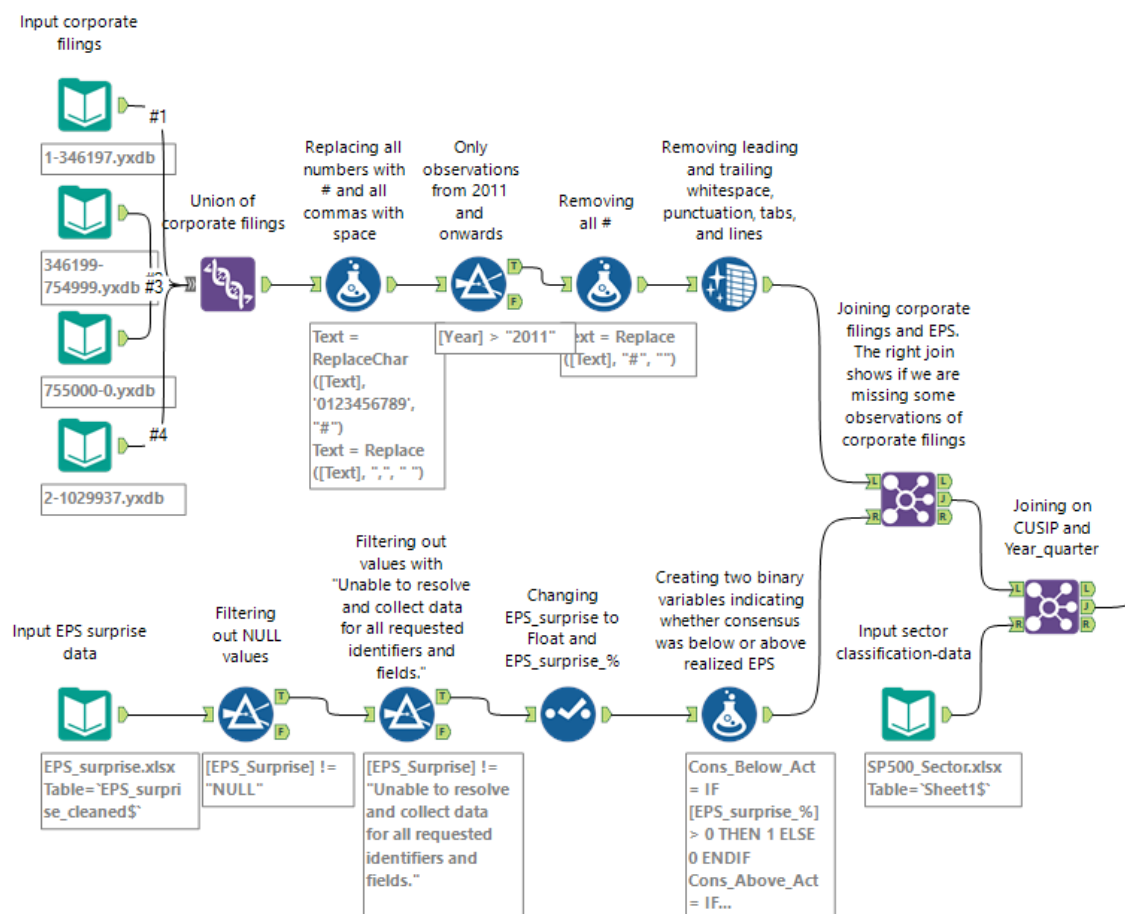 Input corporate
filings
#1
1-346197.yxdb
346199-
754999.yxdb
#3
755000-0.yxdb
#4
2-1029937.yxdb
Union of
corporate filings
Replacing all
numbers with
# and all
commas with
space
Text =
ReplaceChar
([Text],
'0123456789',
"#")
Text = Replace
([Text], ",", " ")
Only
observations
from 2011
and
onwards
T
F
[Year] > "2011"
Removing
all #
ext = Replace
([Text], "#", "")
Removing leading
and trailing
whitespace,
punctuation, tabs,
and lines
Joining corporate
filings and EPS.
The right join
shows if we are
missing some
observations of
corporate filings
L
R
L
J
R
Joining on
CUSIP and
Year_quarter
L
R
L
J
R
Input EPS surprise
data
EPS_surprise.xlsx
Table=`EPS_surpri
se_cleaned$`
Filtering
out NULL
values
T
F
[EPS_Surprise] !=
"NULL"
Filtering out
values with
"Unable to resolve
and collect data
for all requested
identifiers and
fields."
T
F
[EPS_Surprise] !=
"Unable to resolve
and collect data
for all requested
identifiers and
fields."
Changing
EPS_surprise to
Float and
EPS_surprise_%
Creating two binary
variables indicating
whether consensus
was below or above
realized EPS
Cons_Below_Act
= IF
[EPS_surprise_%]
> 0 THEN 1 ELSE
0 ENDIF
Cons_Above_Act
= IF...
Input sector
classification-data
SP500_Sector.xlsx
Table=`Sheet1$`